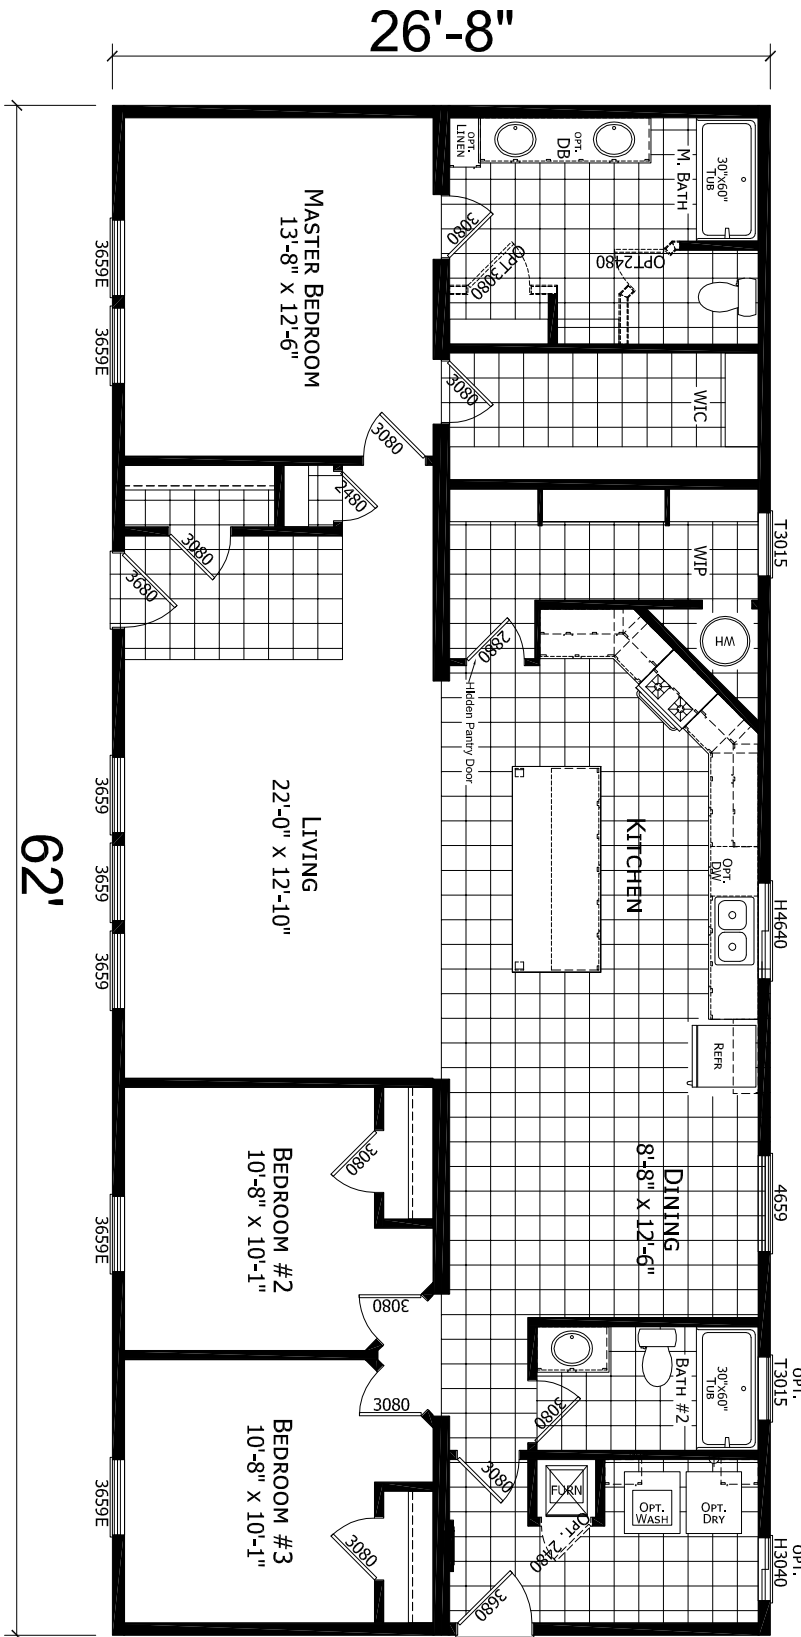 26'-8"
62'
OPT.
LINEN
OPT.
DB
M. BATH
30"x60"
TUB
3080
OPT3080
OPT2480
MASTER BEDROOM
13'-8" x 12'-6"
3659E
3659E
3080
WIC
3080
2480
3080
3680
WIP
T3015
WH
2880
Hidden Pantry Door
LIVING
22'-0" x 12'-10"
3659
3659
3659
KITCHEN
OPT.
DW
H4640
REFR
DINING
8'-8" x 12'-6"
4659
BEDROOM #2
10'-8" x 10'-1"
3080
3080
3659E
BATH #2
30"x60"
TUB
3080
OPT.
T3015
BEDROOM #3
10'-8" x 10'-1"
3080
3080
3659E
3080
FURN
OPT. 2480
OPT.
WASH
OPT.
DRY
OPT.
H3040
3680